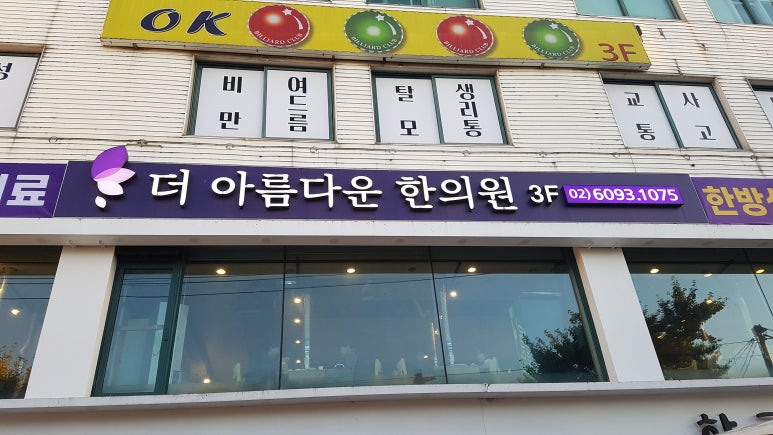 OK BILLIARD CLUB BILLIARD CLUB BILLIARD CLUB BILLIARD CLUB 3F
성
비만
여드름
탈모
생리통
교통
사고
료
더 아름다운 한의원 3F 02)6093.1075
한방